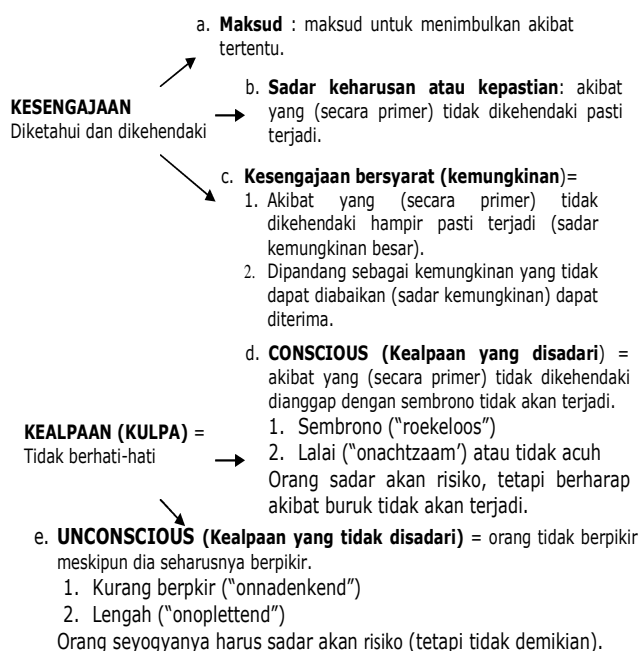 a. Maksud : maksud untuk menimbulkan akibat
tertentu.
b. Sadar keharusan atau kepastian: akibat
yang (secara primer) tidak dikehendaki pasti
terjadi.
KESENGAJAAN
Diketahui dan dikehendaki
c. Kesengajaan bersyarat (kemungkinan)=
1. Akibat yang (secara primer) tidak
dikehendaki hampir pasti terjadi (sadar
kemungkinan besar).
2. Dipandang sebagai kemungkinan yang tidak
dapat diabaikan (sadar kemungkinan) dapat
diterima.
d. CONSCIOUS (Kealpaan yang disadari) =
akibat yang (secara primer) tidak dikehendaki
dianggap dengan sembrono tidak akan terjadi.
1. Sembrono ("roekeloos")
2. Lalai ("onachtzaam') atau tidak acuh
Orang sadar akan risiko, tetapi berharap
akibat buruk tidak akan terjadi.
KEALPAAN (KULPA) =
Tidak berhati-hati
e. UNCONSCIOUS (Kealpaan yang tidak disadari) = orang tidak berpikir
meskipun dia seharusnya berpikir.
1. Kurang berpkir ("onnadenkend")
2. Lengah ("onoplettend")
Orang seyogyanya harus sadar akan risiko (tetapi tidak demikian).